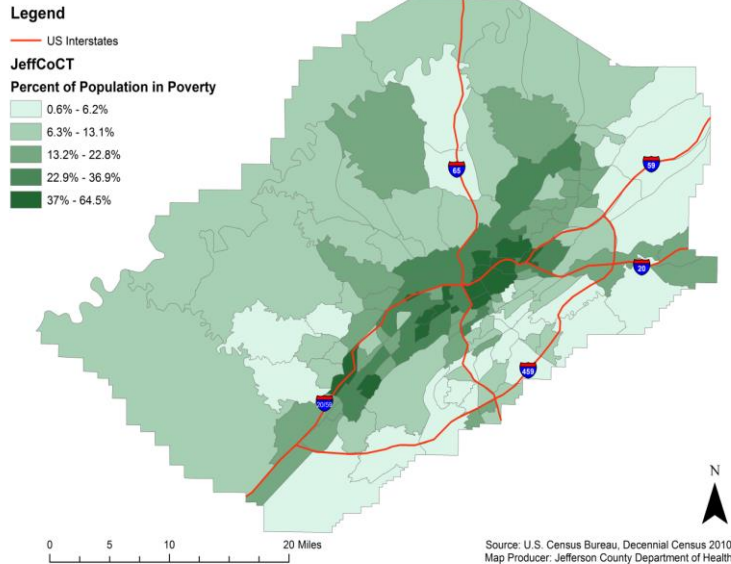 Legend
US Interstates
JeffCoCT
Percent of Population in Poverty
0.6% - 6.2%
6.3% - 13.1%
13.2% - 22.8%
22.9% - 36.9%
37% - 64.5%
65
59
20
459
20/59
N
0 5 10 20 Miles
Source: U.S. Census Bureau, Decennial Census 2010
Map Producer: Jefferson County Department of Health